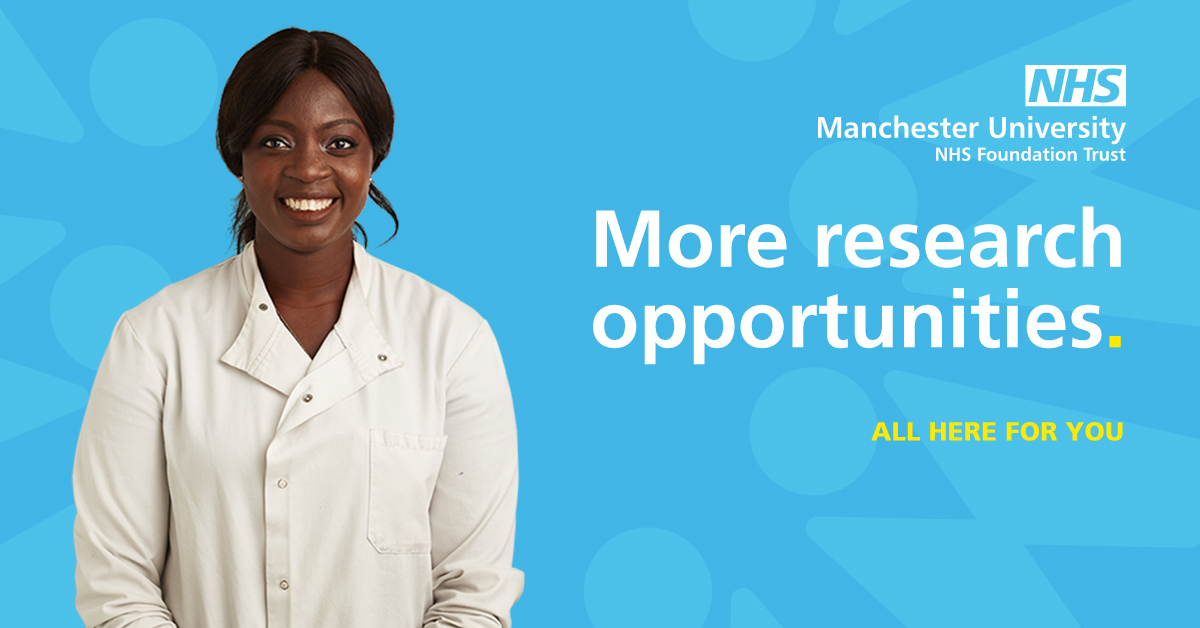 NHS
Manchester University
NHS Foundation Trust
More research
opportunities.
ALL HERE FOR YOU